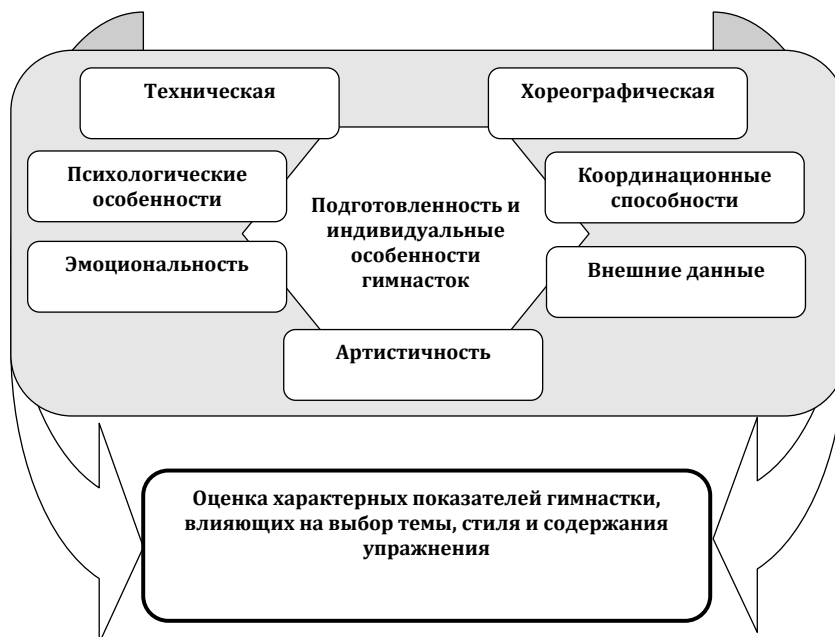 Техническая
Хореографическая
Психологические
особенности
Координационные
способности
Подготовленность и
индивидуальные
особенности
гимнасток
Эмоциональность
Внешние данные
Артистичность
Оценка характерных показателей гимнастки,
влияющих на выбор темы, стиля и содержания
упражнения